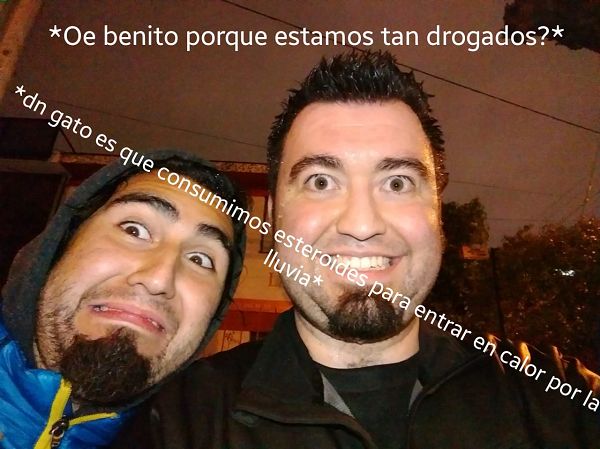 *Oe benito porque estamos tan drogados?*
*dn gato es que consumimos esteroides para entrar en calor por la
lluvia*